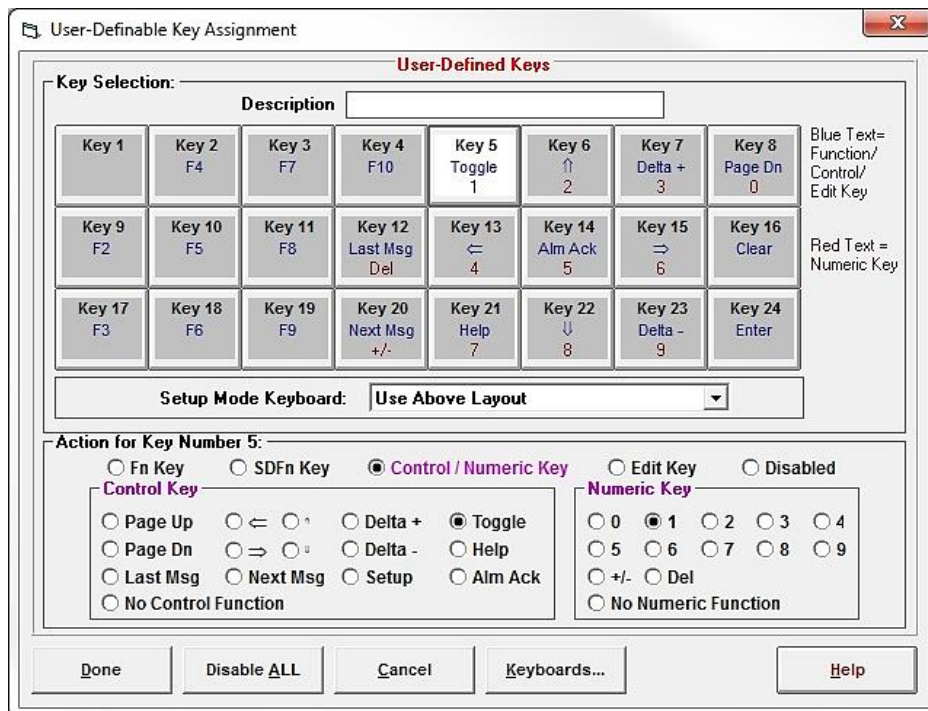 User-Definable Key Assignment
X
User-Defined Keys
Key Selection:
Description
Key 1 Key 2 Key 3 Key 4 Key 5 Key 6 Key 7 Key 8
F4 F7 F10 Toggle ⇑ Delta + Page Dn
1 2 3 0
Blue Text=
Function/
Control/
Edit Key
Key 9 Key 10 Key 11 Key 12 Key 13 Key 14 Key 15 Key 16
F2 F5 F8 Last Msg ⇐ Alm Ack ⇒ Clear
Del 4 5 6
Red Text =
Numeric Key
Key 17 Key 18 Key 19 Key 20 Key 21 Key 22 Key 23 Key 24
F3 F6 F9 Next Msg Help ⇓ Delta - Enter
+/- 7 8 9
Setup Mode Keyboard: Use Above Layout
Action for Key Number 5:
Fn Key SDFn Key Control / Numeric Key Edit Key Disabled
Control Key
Page Up ⇐ Delta + Toggle
Page Dn ⇒ Delta - Help
Last Msg Next Msg Setup Alm Ack
No Control Function
Numeric Key
0 1 2 3 4
5 6 7 8 9
+/- Del
No Numeric Function
Done Disable ALL Cancel Keyboards... Help